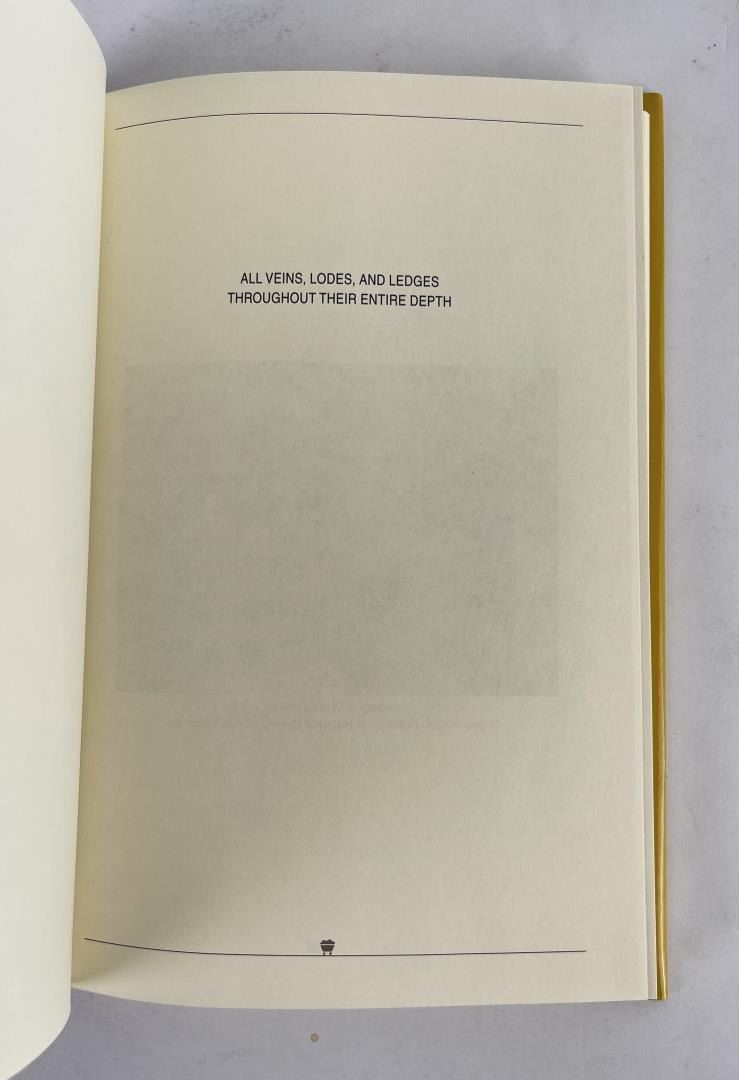 ALL VEINS, LODES, AND LEDGES
THROUGHOUT THEIR ENTIRE DEPTH